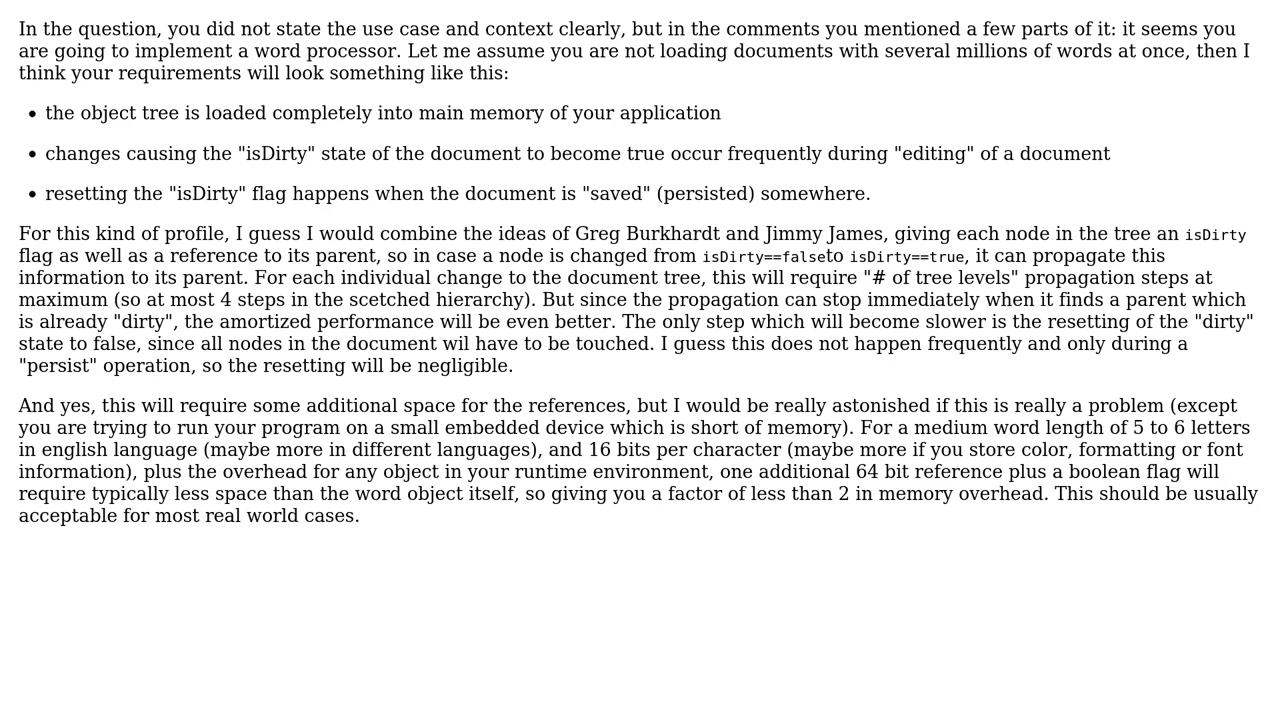 In the question, you did not state the use case and context clearly, but in the comments you mentioned a few parts of it: it seems you
are going to implement a word processor. Let me assume you are not loading documents with several millions of words at once, then I
think your requirements will look something like this:
• the object tree is loaded completely into main memory of your application
• changes causing the "isDirty" state of the document to become true occur frequently during "editing" of a document
• resetting the "isDirty" flag happens when the document is "saved" (persisted) somewhere.
For this kind of profile, I guess I would combine the ideas of Greg Burkhardt and Jimmy James, giving each node in the tree an isDirty
flag as well as a reference to its parent, so in case a node is changed from isDirty==falseto isDirty==true, it can propagate this
information to its parent. For each individual change to the document tree, this will require "# of tree levels" propagation steps at
maximum (so at most 4 steps in the scetched hierarchy). But since the propagation can stop immediately when it finds a parent which
is already "dirty", the amortized performance will be even better. The only step which will become slower is the resetting of the "dirty"
state to false, since all nodes in the document wil have to be touched. I guess this does not happen frequently and only during a
"persist" operation, so the resetting will be negligible.
And yes, this will require some additional space for the references, but I would be really astonished if this is really a problem (except
you are trying to run your program on a small embedded device which is short of memory). For a medium word length of 5 to 6 letters
in english language (maybe more in different languages), and 16 bits per character (maybe more if you store color, formatting or font
information), plus the overhead for any object in your runtime environment, one additional 64 bit reference plus a boolean flag will
require typically less space than the word object itself, so giving you a factor of less than 2 in memory overhead. This should be usually
acceptable for most real world cases.